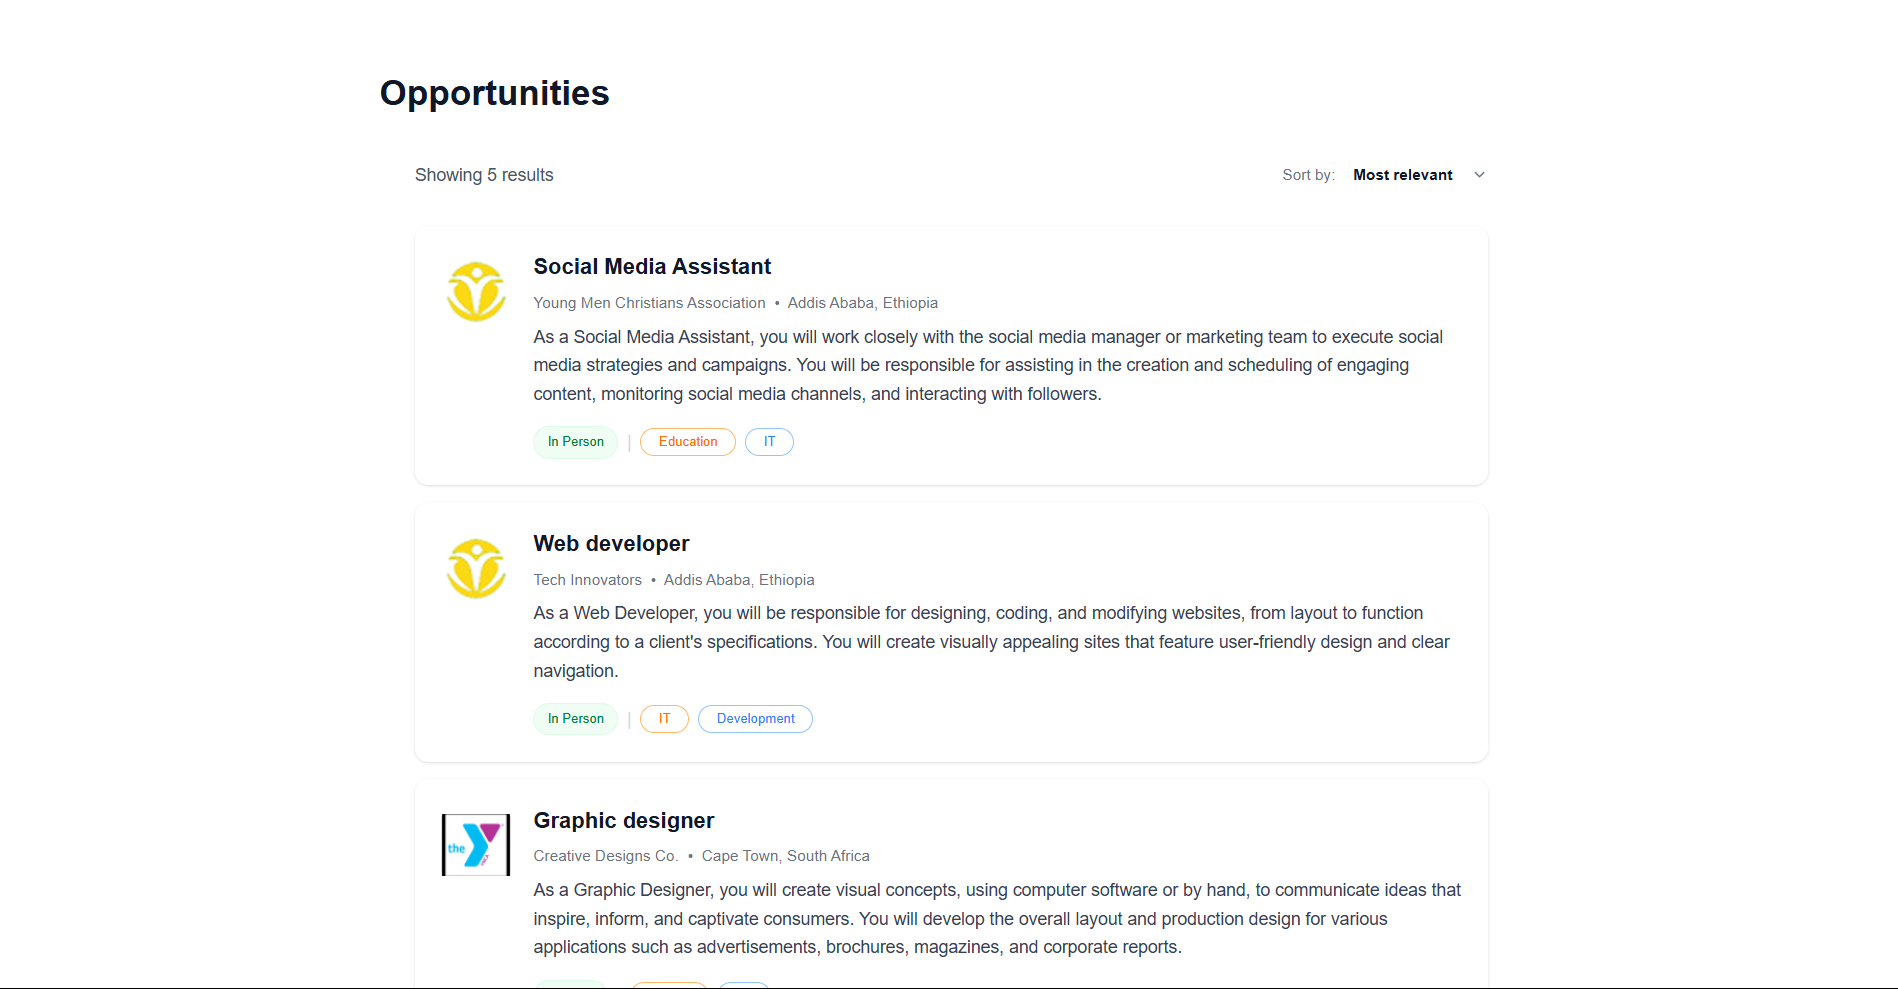 Opportunities
Showing 5 results
Sort by: Most relevant
Social Media Assistant
Young Men Christians Association • Addis Ababa, Ethiopia
As a Social Media Assistant, you will work closely with the social media manager or marketing team to execute social
media strategies and campaigns. You will be responsible for assisting in the creation and scheduling of engaging
content, monitoring social media channels, and interacting with followers.
In Person | Education IT
Web developer
Tech Innovators • Addis Ababa, Ethiopia
As a Web Developer, you will be responsible for designing, coding, and modifying websites, from layout to function
according to a client's specifications. You will create visually appealing sites that feature user-friendly design and clear
navigation.
In Person | IT Development
the
Graphic designer
Creative Designs Co. • Cape Town, South Africa
As a Graphic Designer, you will create visual concepts, using computer software or by hand, to communicate ideas that
inspire, inform, and captivate consumers. You will develop the overall layout and production design for various
applications such as advertisements, brochures, magazines, and corporate reports.